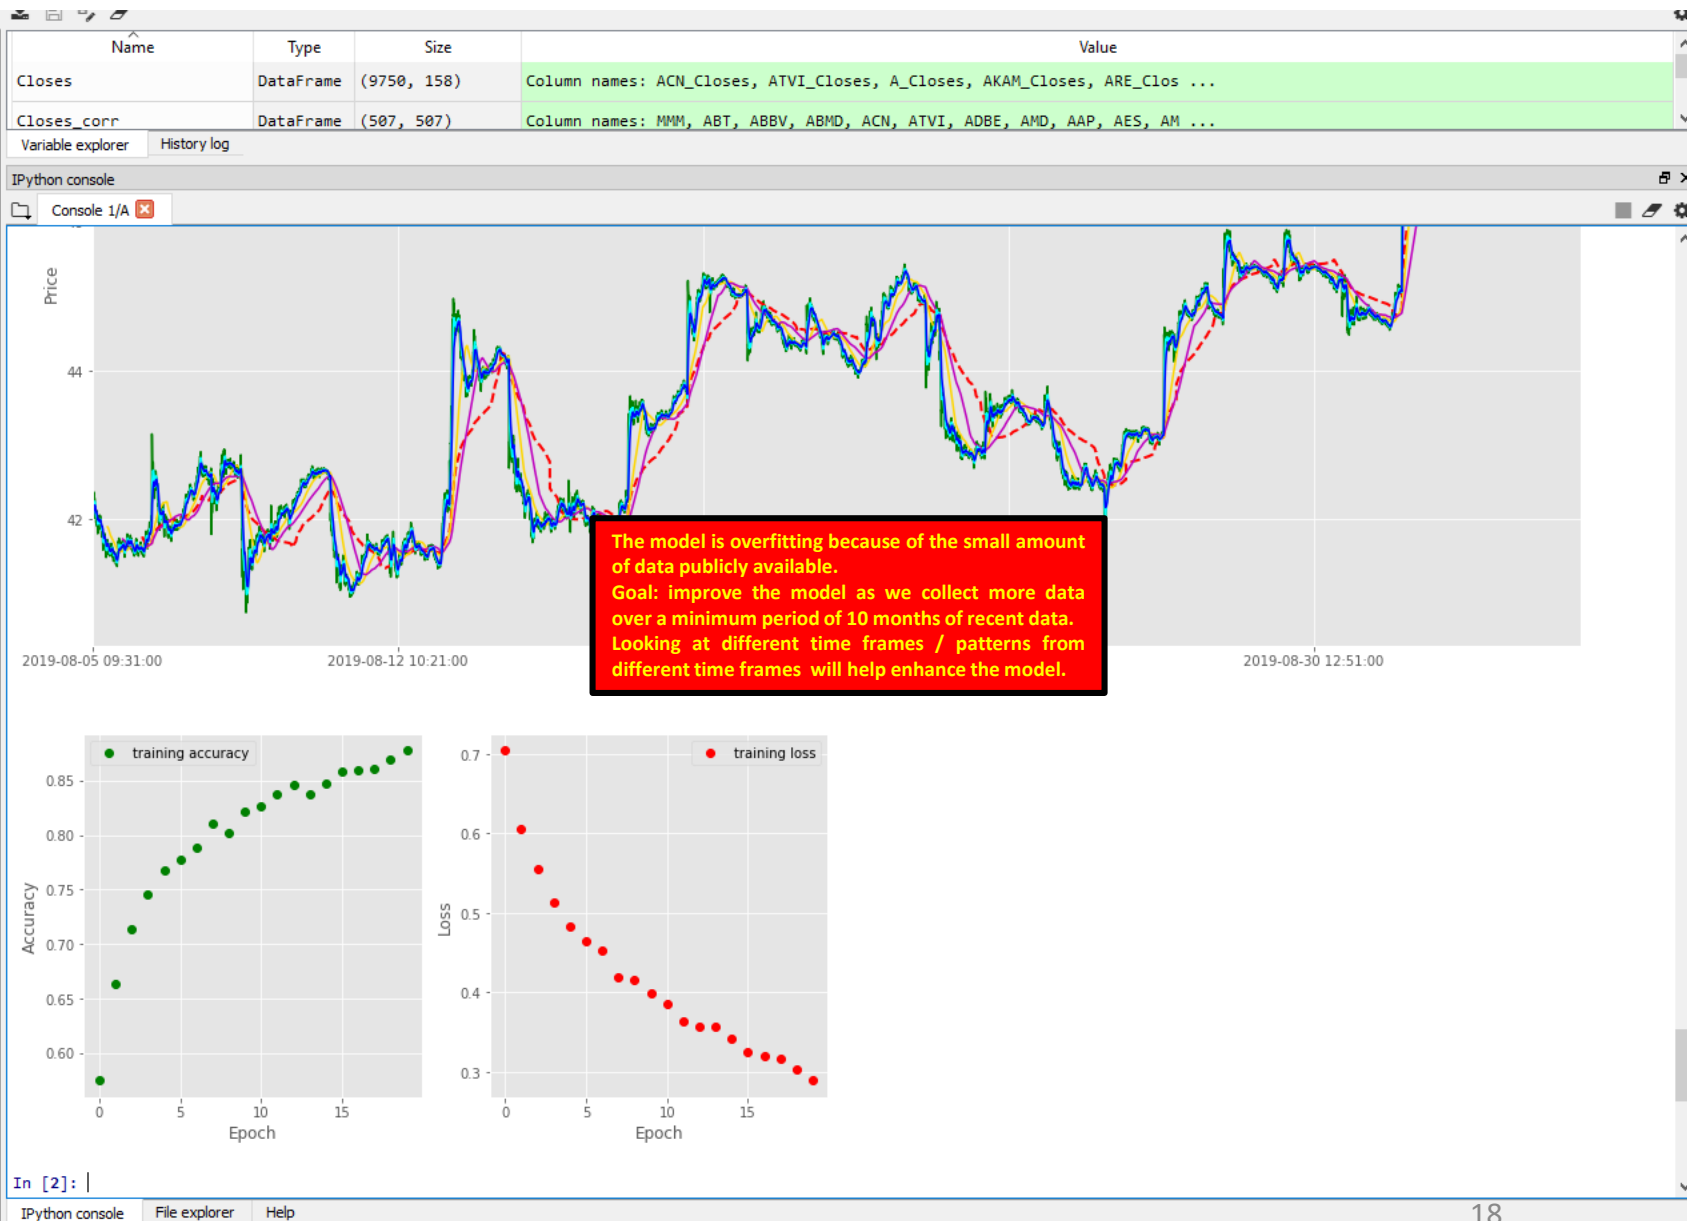 Name Type Size Value
Closes DataFrame (9750, 158) Column names: ACN_Closes, ATVI_Closes, A_Closes, AKAM_Closes, ARE_Clos ...
Closes_corr DataFrame (507, 507) Column names: MMM, ABT, ABBV, ABMD, ACN, ATVI, ADBE, AMD, AAP, AES, AM ...
Variable explorer History log
IPython console
Console 1/A
Price
44
42
The model is overfitting because of the small amount
of data publicly available.
Goal: improve the model as we collect more data
over a minimum period of 10 months of recent data.
Looking at different time frames / patterns from
different time frames will help enhance the model.
2019-08-05 09:31:00 2019-08-12 10:21:00 2019-08-30 12:51:00
training accuracy
0.85
0.80
0.75
0.70
0.65
0.60
Accuracy
0 5 10 15
Epoch
training loss
0.7
0.6
0.5
0.4
0.3
Loss
0 5 10 15
Epoch
In [2]:
IPython console File explorer Help
18